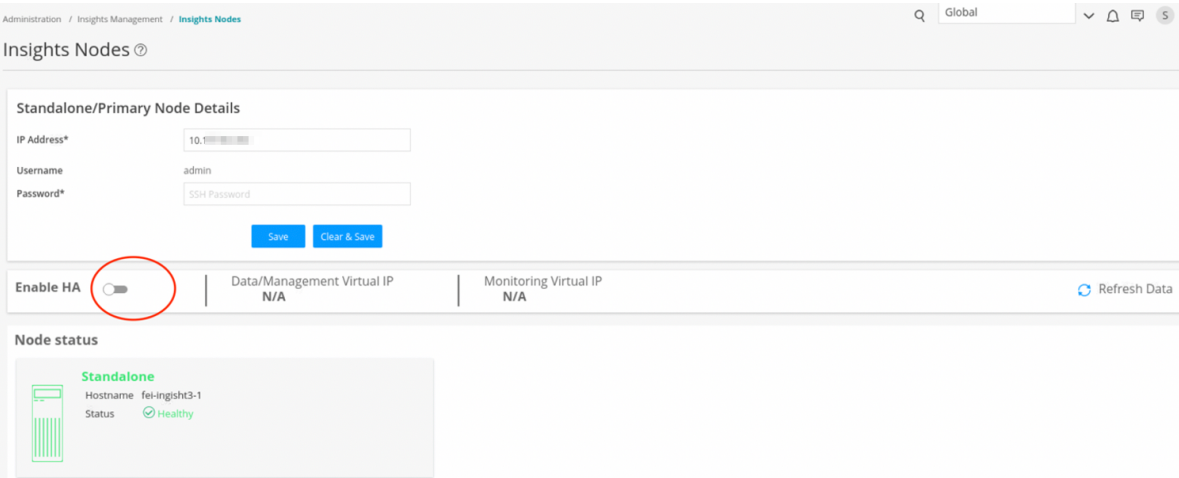 Administration / Insights Management / Insights Nodes
Global
S
Insights Nodes ?
Standalone/Primary Node Details
IP Address*
10.1
Username admin
Password* SSH Password
Save Clear & Save
Enable HA
Data/Management Virtual IP
N/A
Monitoring Virtual IP
N/A
Refresh Data
Node status
Standalone
Hostname fei-ingisht3-1
Status Healthy